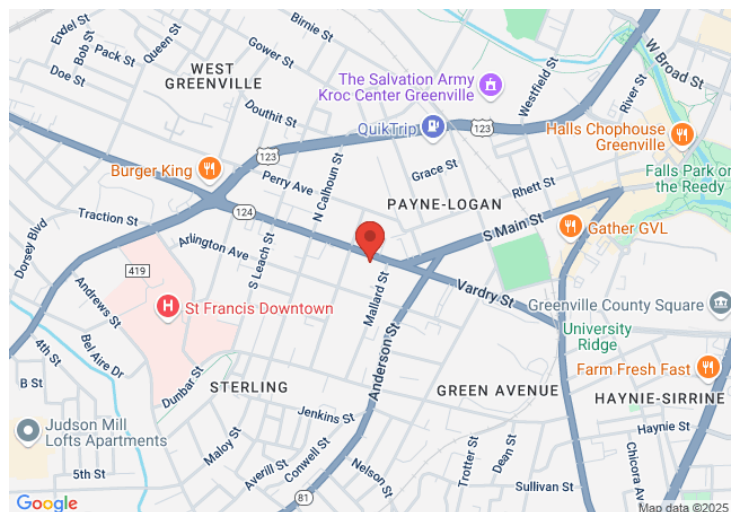 Endel St
Bob St
Pack St
Queen St
Birnie St
Gower St
Doe St
WEST
GREENVILLE
Douthit St
The Salvation Army
Kroc Center Greenville
Westfield St
River St
W Broad St
QuikTrip
123
Halls Chophouse
Greenville
Burger King
123
N Calhoun St
Grace St
Falls Park on
the Reedy
Perry Ave
Rhett St
PAYNE-LOGAN
Traction St
124
S Main St
Gather GVL
Dorsey Blvd
Arlington Ave
S Leach St
419
Andrews St
H
St Francis Downtown
Mallard St
Vardry St
Greenville County Square
University
Ridge
4th St
Bel Aire Dr
Anderson St
Farm Fresh Fast
B St
Dunbar St
STERLING
GREEN AVENUE
HAYNIE-SIRRINE
Judson Mill
Lofts Apartments
Jenkins St
Haynie St
Maloy St
Trotter St
Dean St
Chicora Av
5th St
Averill St
Conwell St
Nelson St
Sullivan St
81
Google
Map data ©2025